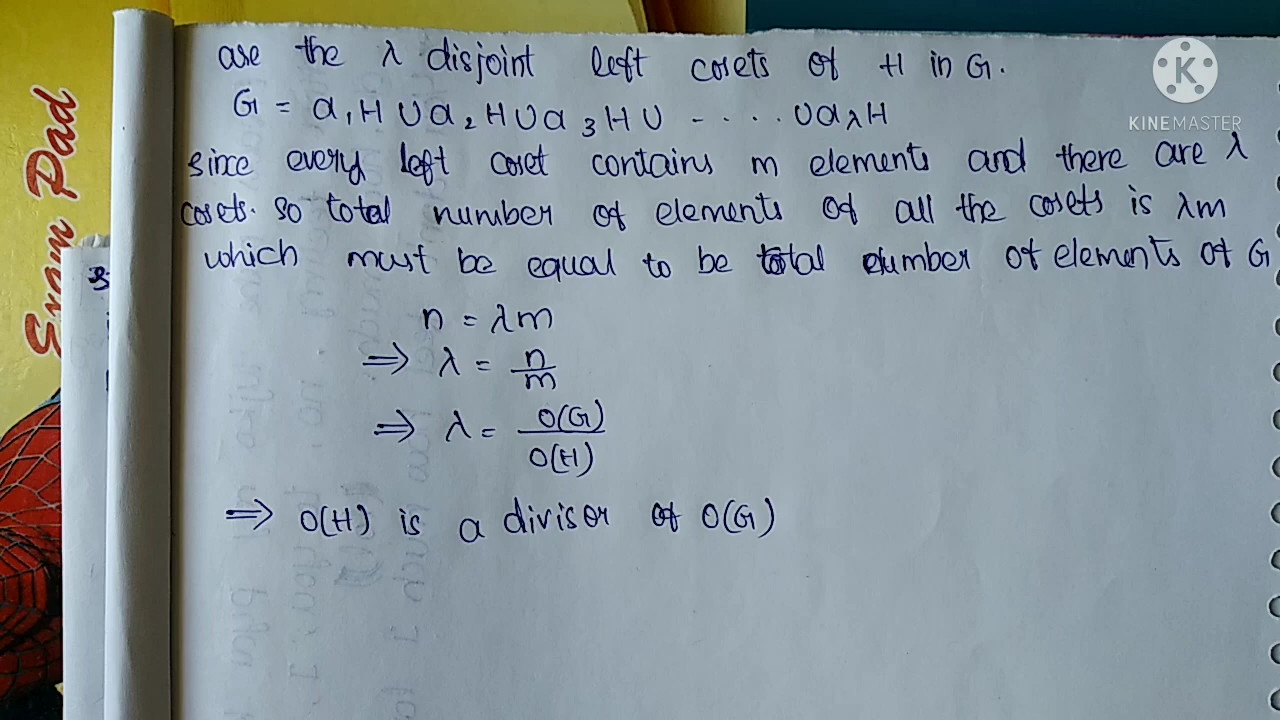 are the λ disjoint left cosets of H in G.
G = a₁H ∪ a₂H ∪ a₃H ∪ ..... ∪ aλH
since every left coset contains m elements and there are λ
cosets. so total number of elements of all the cosets is λm
which must be equal to be total number of elements of G
n = λm
⇒ λ = n/m
⇒ λ = O(G)/O(H)
⇒ O(H) is a divisor of O(G)
K
KINEMASTER
Exam Pad